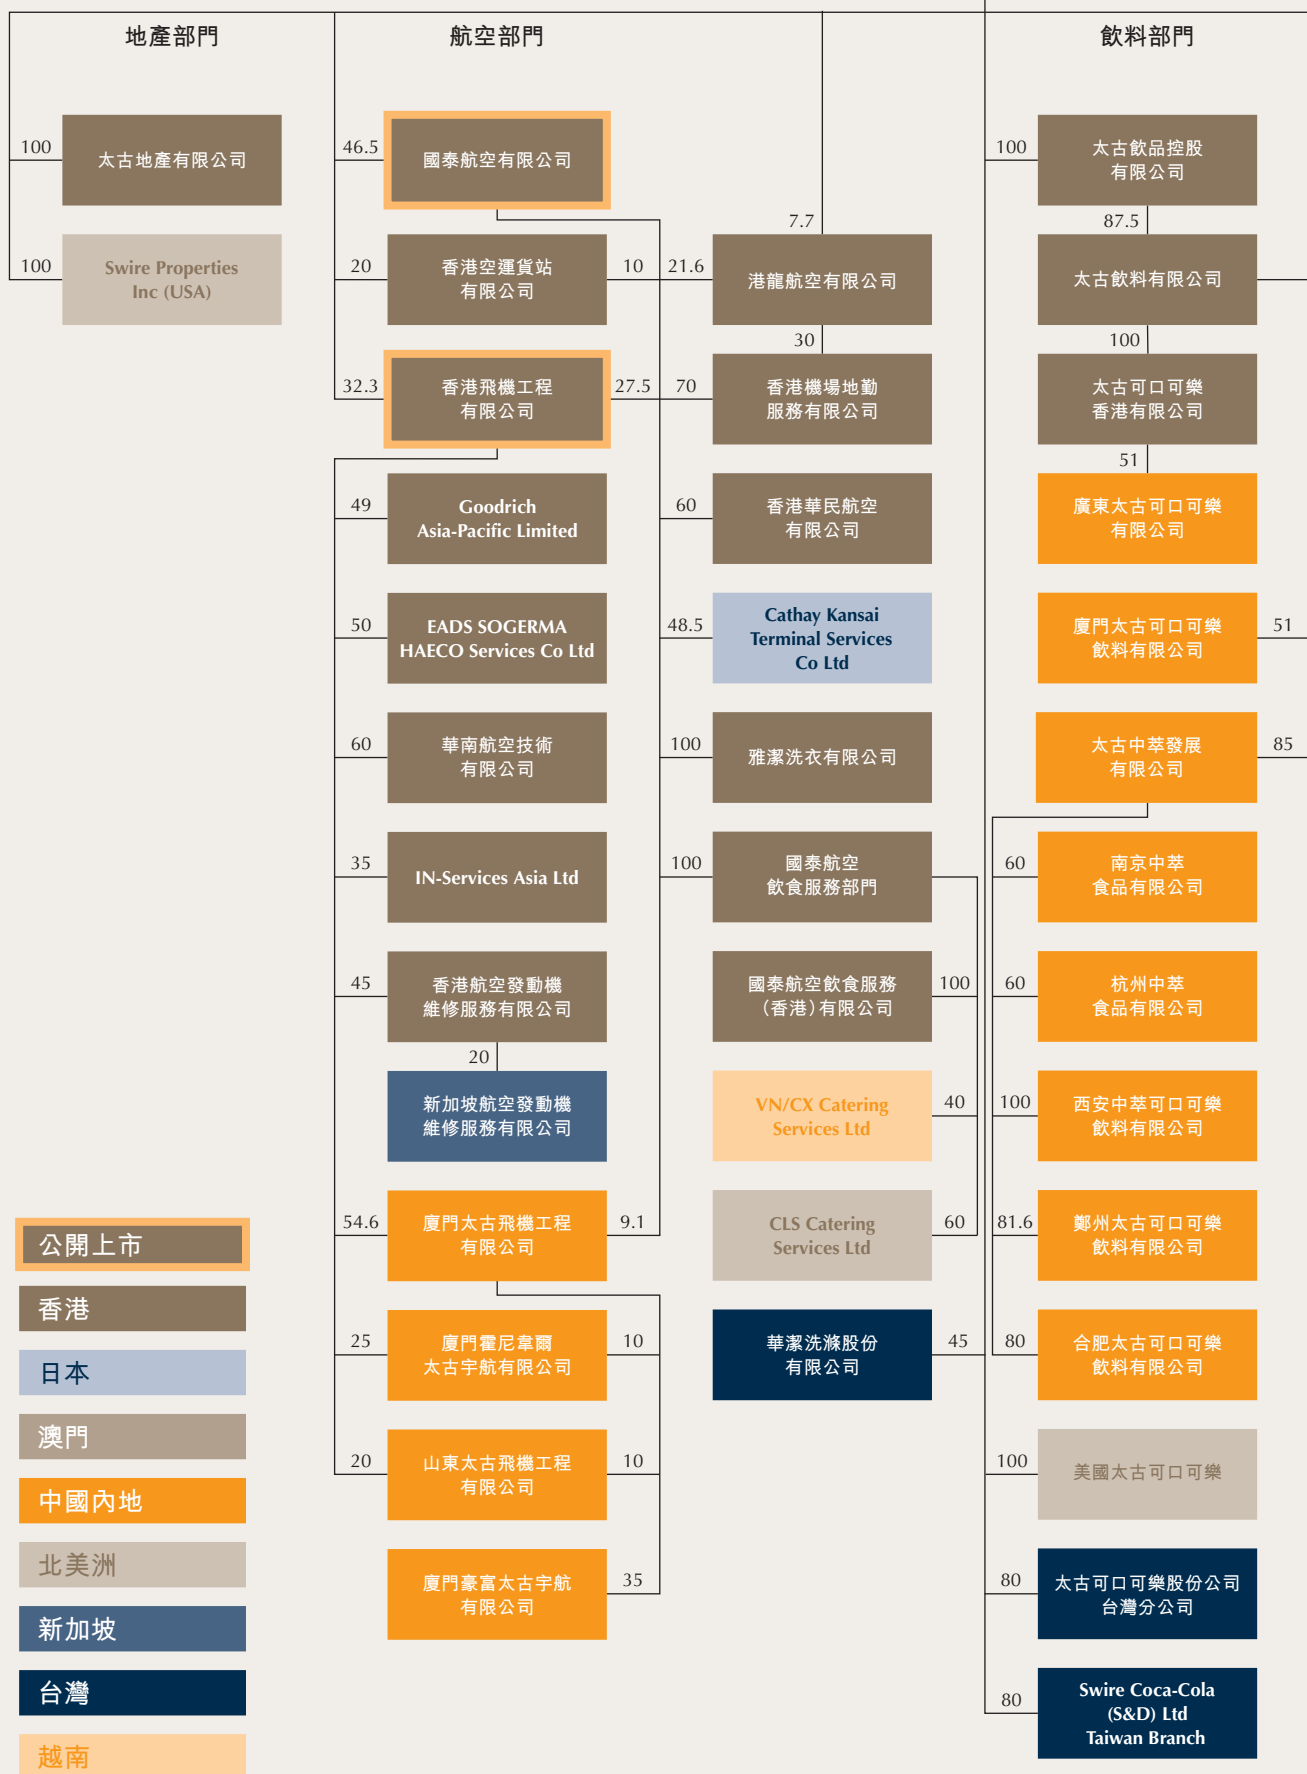 地產部門
航空部門
飲料部門
100
太古地產有限公司
100
Swire Properties
Inc (USA)
46.5
國泰航空有限公司
20
香港空運貨站
有限公司
10
32.3
香港飛機工程
有限公司
27.5
49
Goodrich
Asia-Pacific Limited
50
EADS SOGERMA
HAECO Services Co Ltd
60
華南航空技術
有限公司
35
IN-Services Asia Ltd
45
香港航空發動機
維修服務有限公司
20
新加坡航空發動機
維修服務有限公司
54.6
廈門太古飛機工程
有限公司
9.1
25
廈門霍尼韋爾
太古宇航有限公司
10
20
山東太古飛機工程
有限公司
10
廈門豪富太古宇航
有限公司
35
7.7
21.6
港龍航空有限公司
30
70
香港機場地勤
服務有限公司
60
香港華民航空
有限公司
48.5
Cathay Kansai
Terminal Services
Co Ltd
100
雅潔洗衣有限公司
100
國泰航空
飲食服務部門
國泰航空飲食服務
（香港）有限公司
100
VN/CX Catering
Services Ltd
40
CLS Catering
Services Ltd
60
華潔洗滌股份
有限公司
45
100
太古飲品控股
有限公司
87.5
太古飲料有限公司
100
太古可口可樂
香港有限公司
51
廣東太古可口可樂
有限公司
廈門太古可口可樂
飲料有限公司
51
太古中萃發展
有限公司
85
60
南京中萃
食品有限公司
60
杭州中萃
食品有限公司
100
西安中萃可口可樂
飲料有限公司
81.6
鄭州太古可口可樂
飲料有限公司
80
合肥太古可口可樂
飲料有限公司
100
美國太古可口可樂
80
太古可口可樂股份公司
台灣分公司
80
Swire Coca-Cola
(S&D) Ltd
Taiwan Branch
公開上市
香港
日本
澳門
中國內地
北美洲
新加坡
台灣
越南